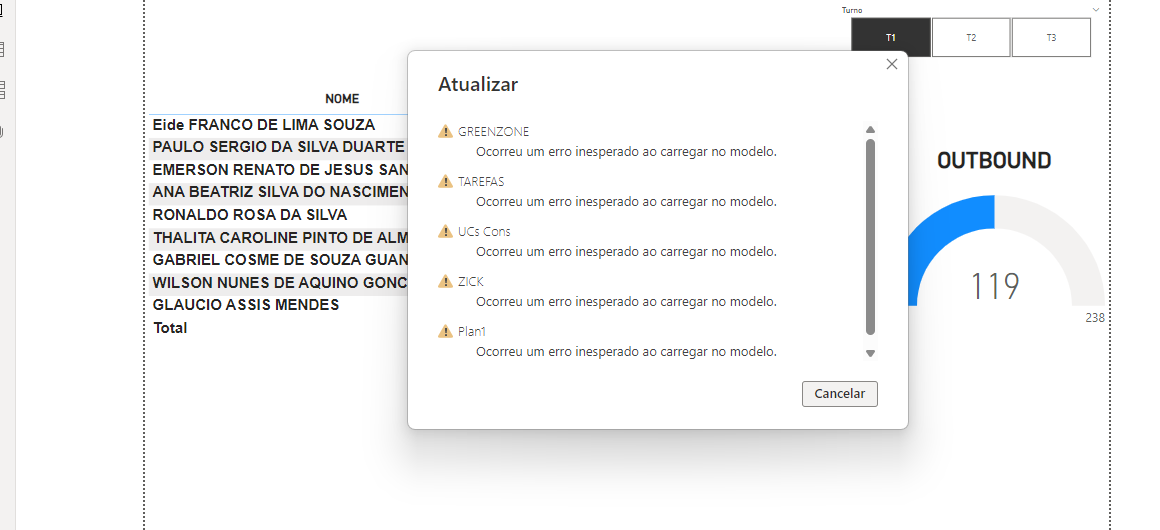 Turno
T1
T2
T3
Atualizar
NOME
Eide FRANCO DE LIMA SOUZA
PAULO SERGIO DA SILVA DUARTE
EMERSON RENATO DE JESUS SAN
ANA BEATRIZ SILVA DO NASCIMEN
RONALDO ROSA DA SILVA
THALITA CAROLINE PINTO DE ALM
GABRIEL COSME DE SOUZA GUAN
WILSON NUNES DE AQUINO GONC
GLAUCIO ASSIS MENDES
Total
GREENZONE
Ocorreu um erro inesperado ao carregar no modelo.
TAREFAS
Ocorreu um erro inesperado ao carregar no modelo.
UCs Cons
Ocorreu um erro inesperado ao carregar no modelo.
ZICK
Ocorreu um erro inesperado ao carregar no modelo.
Plan1
Ocorreu um erro inesperado ao carregar no modelo.
Cancelar
OUTBOUND
119
238